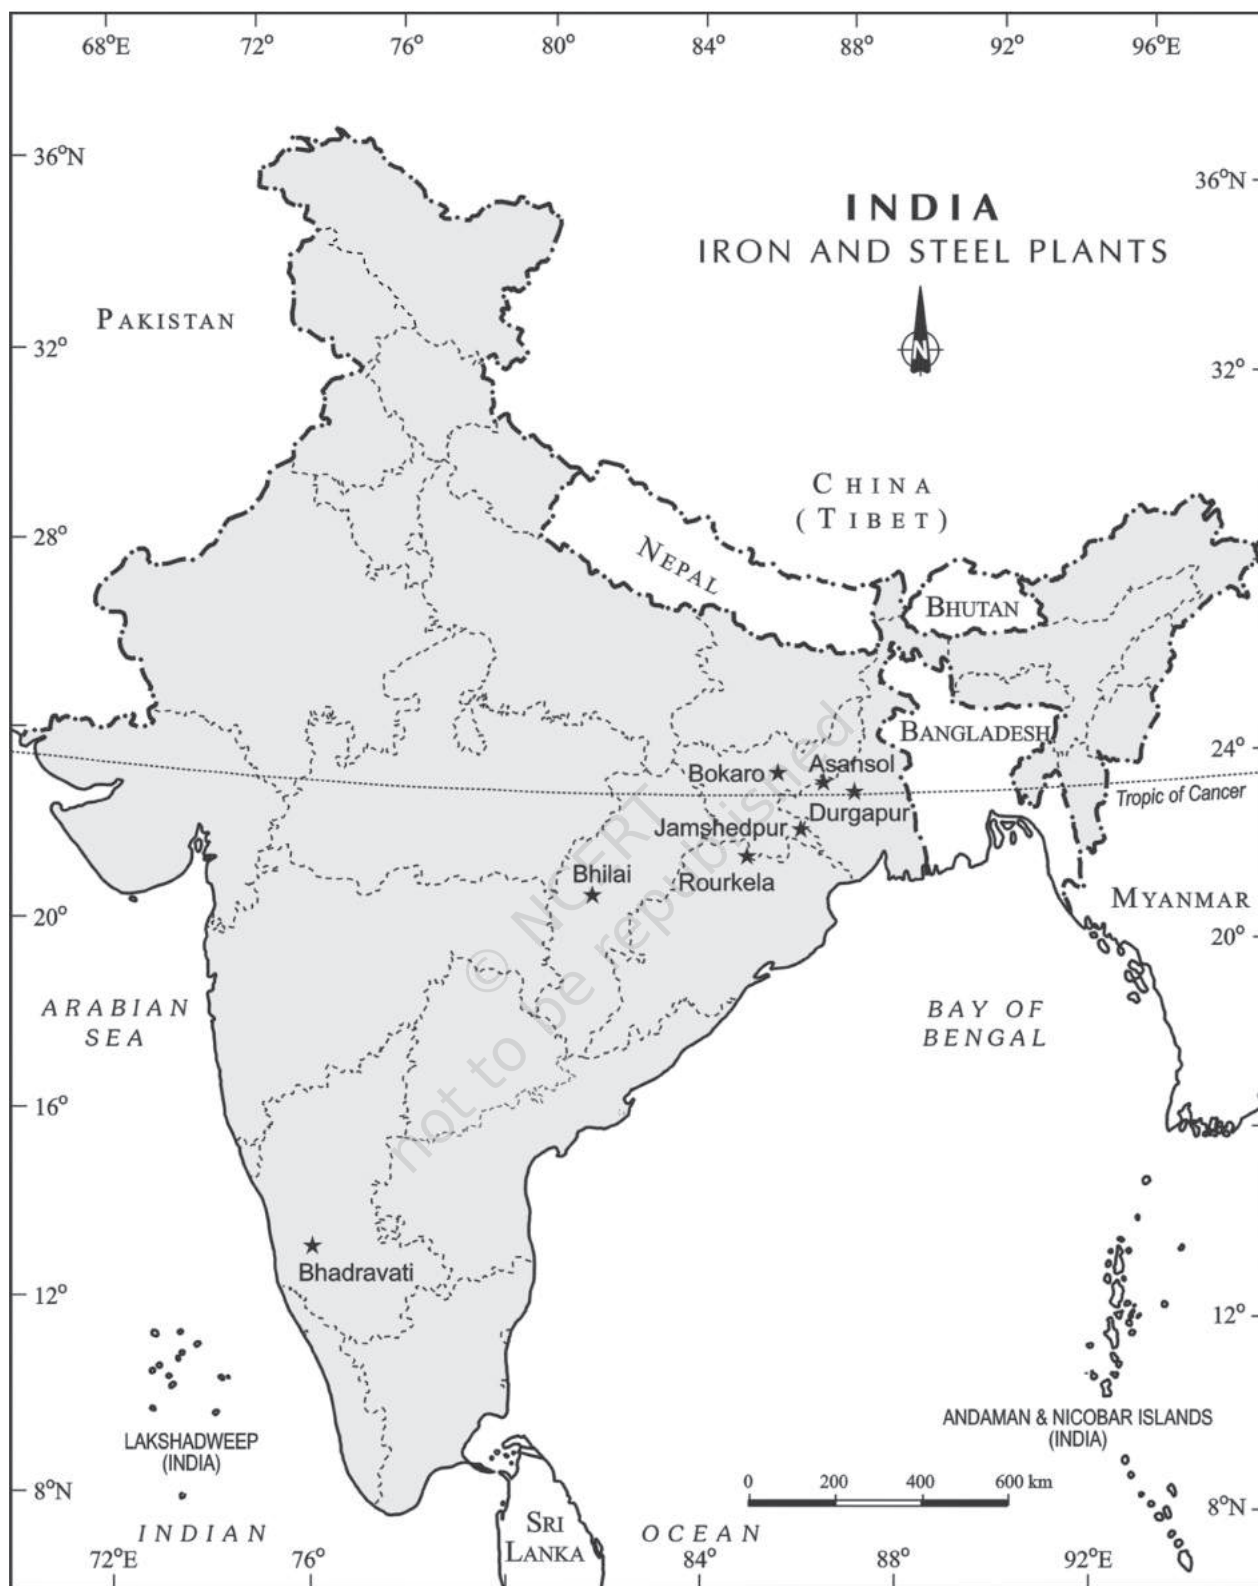 68°E 72° 76° 80° 84° 88° 92° 96°E
36°N
36°N
INDIA
IRON AND STEEL PLANTS
N
PAKISTAN
32°
32°
CHINA
(TIBET)
28°
NEPAL
BHUTAN
BANGLADESH
24°
Asansol
Bokaro
Tropic of Cancer
Durgapur
Jamshedpur
Bhilai
Rourkela
MYANMAR
20°
20°
© NCERT
not to be republished
ARABIAN
SEA
BAY OF
BENGAL
16°
Bhadravati
12°
12°
ANDAMAN & NICOBAR ISLANDS
(INDIA)
LAKSHADWEEP
(INDIA)
0 200 400 600 km
8°N
8°N
SRI
LANKA
INDIAN OCEAN
72°E 76° 84° 88° 92°E